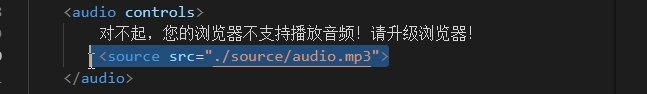 <audio controls>
对不起，您的浏览器不支持播放音频！请升级浏览器！
<source src="./source/audio.mp3">
</audio>